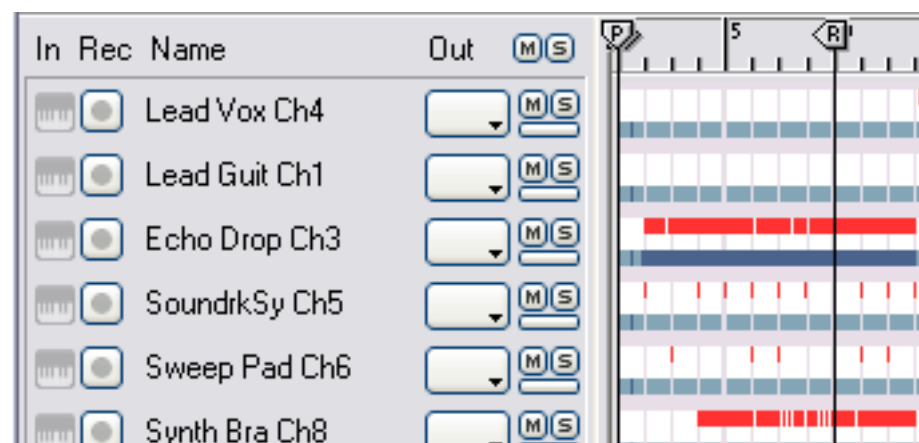 In Rec Name Out M S P 5 R
Lead Vox Ch4 M S
Lead Guit Ch1 M S
Echo Drop Ch3 M S
SoundrkSy Ch5 M S
Sweep Pad Ch6 M S
Synth Bra Ch8 M S